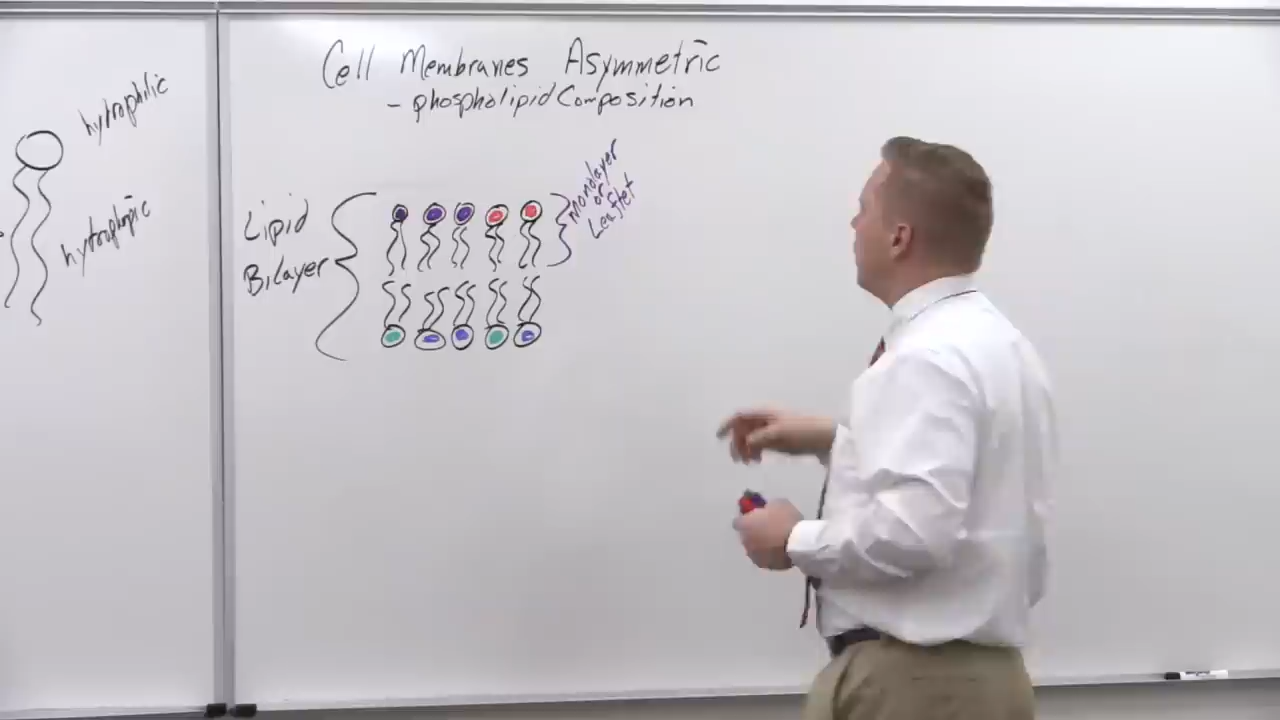 Cell Membranes Asymmetric
- phospholipid Composition
hydrophilic
hydrophobic
Lipid
Bilayer
Monolayer
or
Leaflet